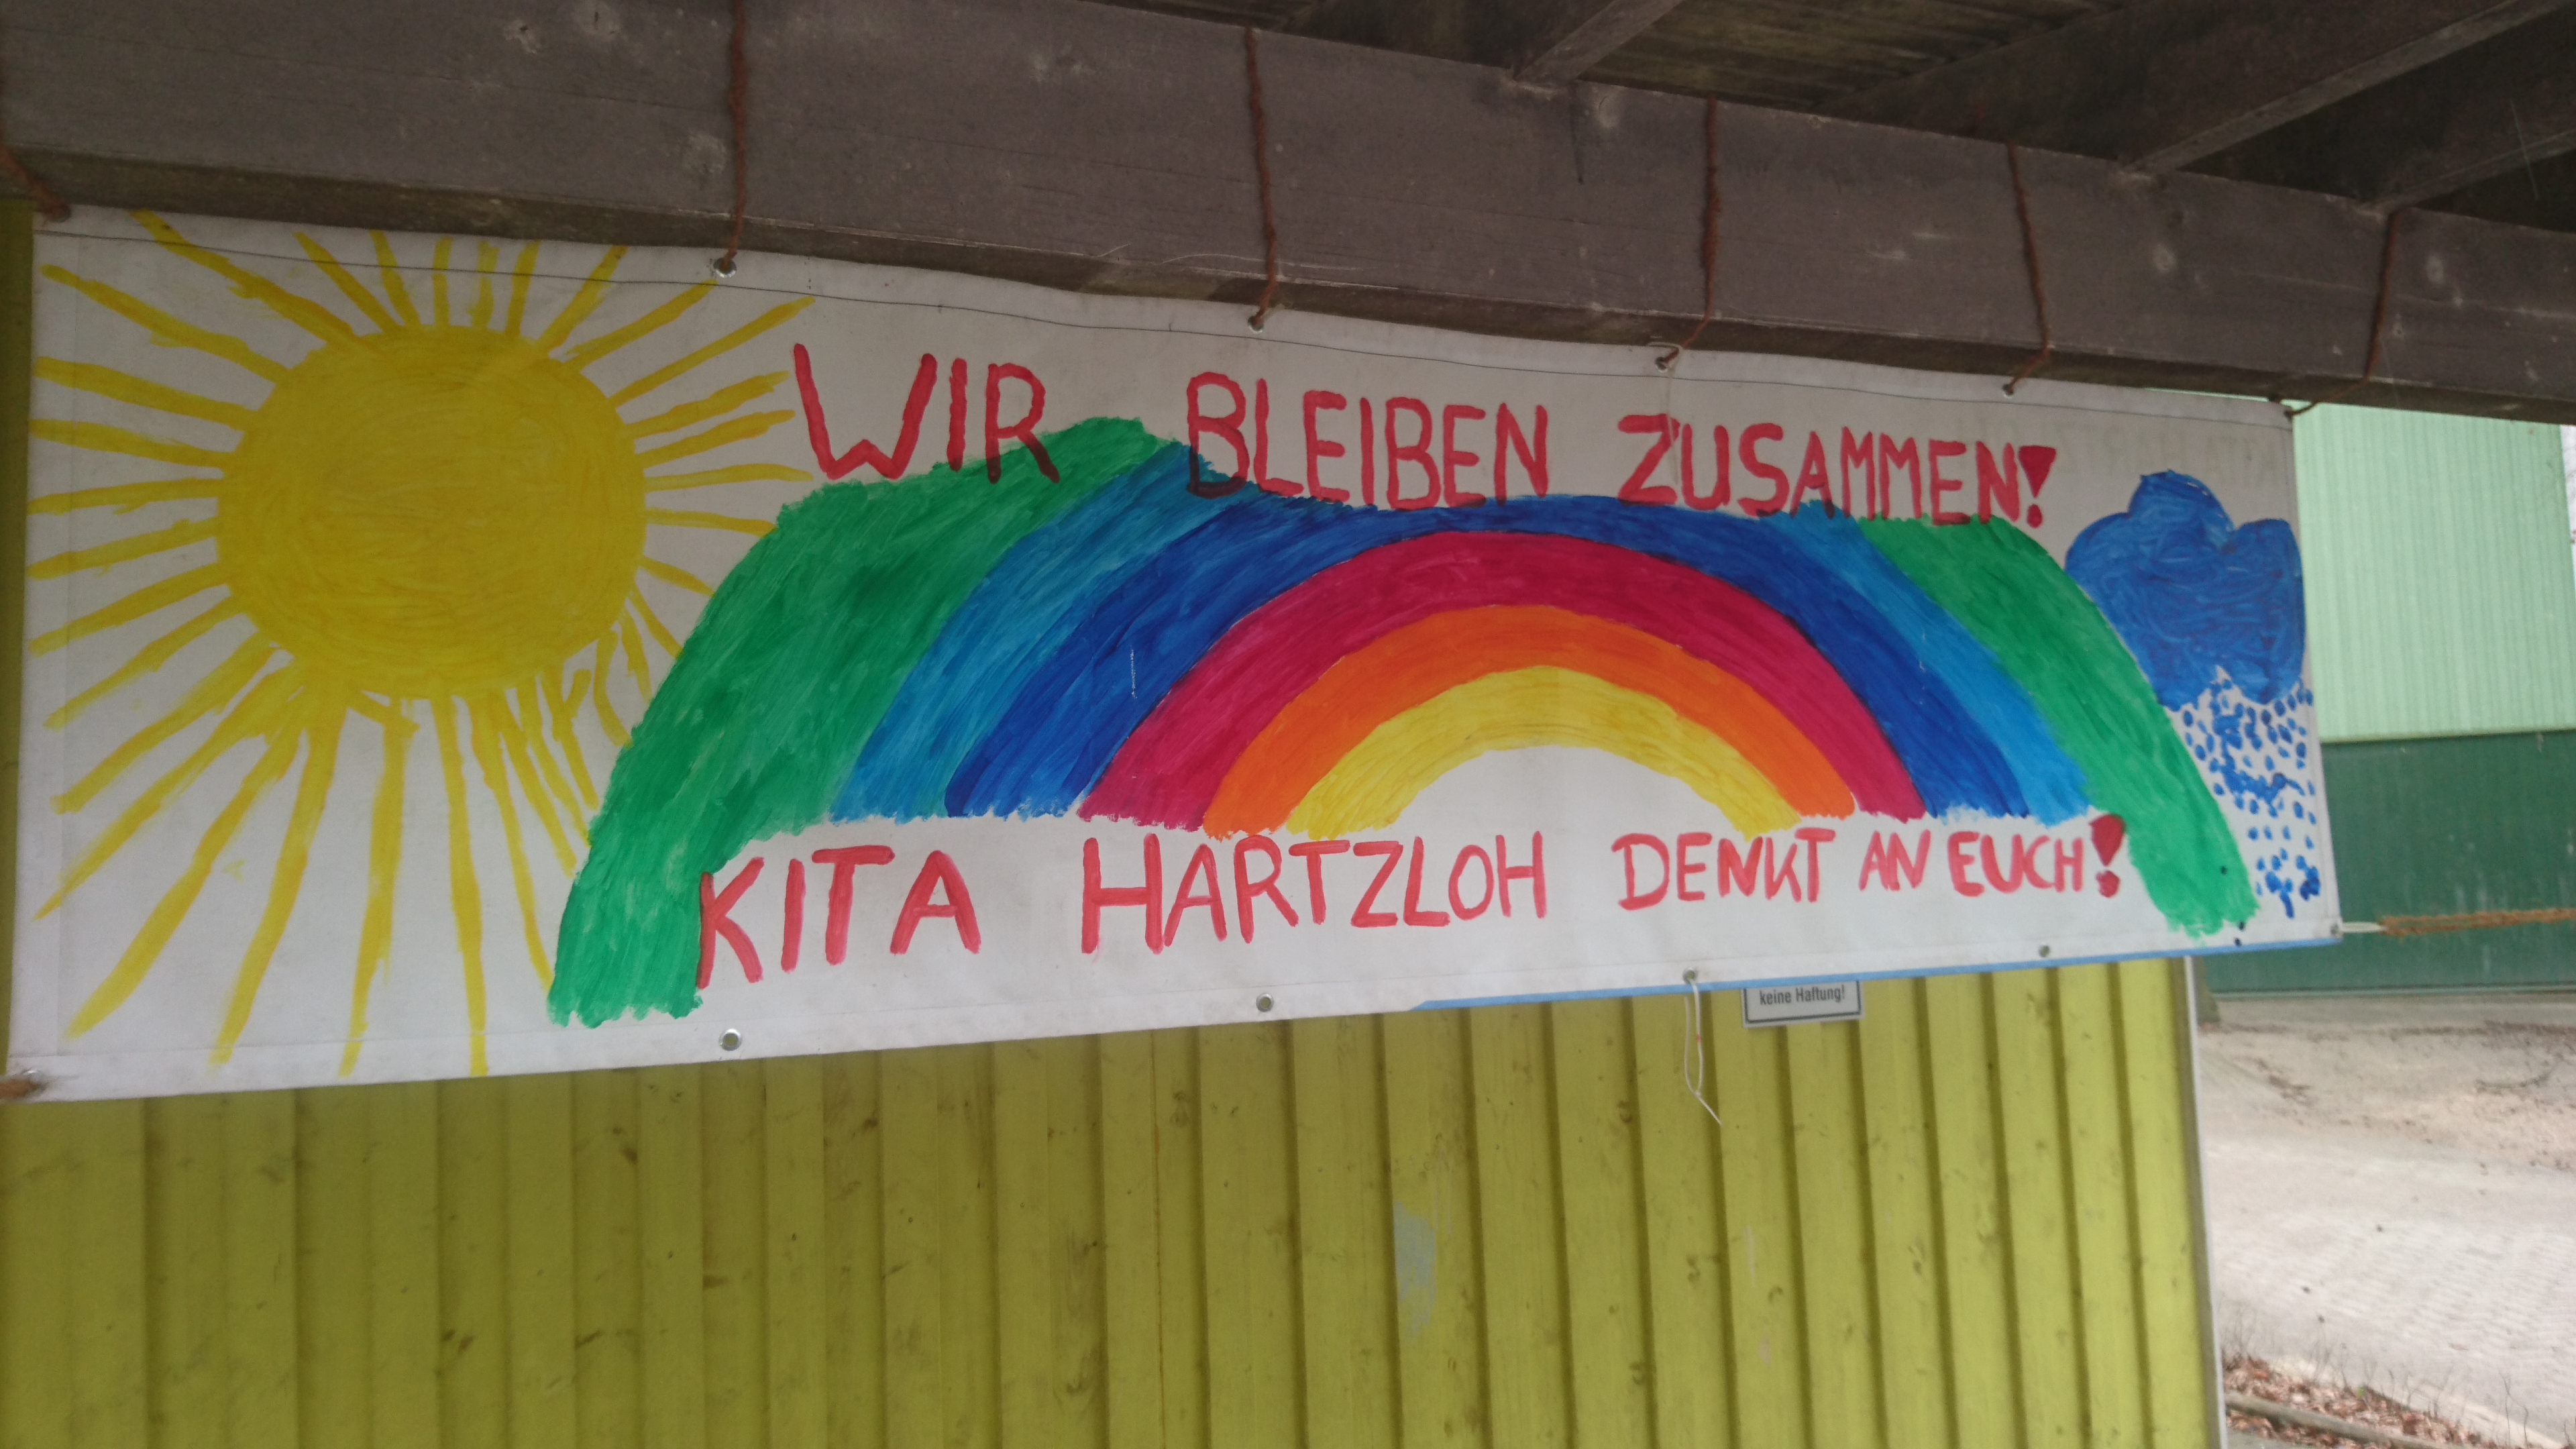 WIR BLEIBEN ZUSAMMEN!
KITA HARTZLOH DENKT AN EUCH!
keine Haftung!